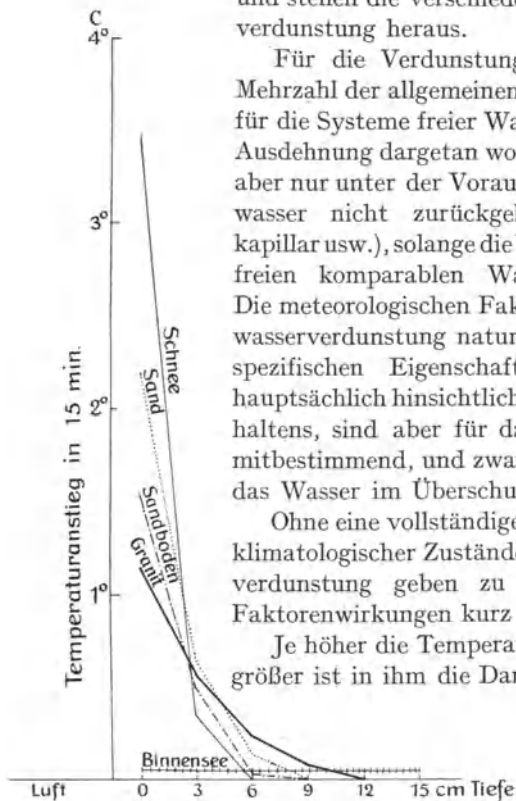 C
4°
3°
2°
1°
Temperaturanstieg in 15 min.
Schnee
Sand
Sandboden
Granit
Binnensee
Luft 0 3 6 9 12 15 cm Tiefe
und stellen die verschiede
verdunstung heraus.
Für die Verdunstung
Mehrzahl der allgemeinen
für die Systeme freier Wa
Ausdehnung dargetan wo
aber nur unter der Voraus
wasser nicht zurückgeh
kapillar usw.), solange die
freien komparablen Wa
Die meteorologischen Fak
wasserverdunstung natur
spezifischen Eigenschaft
hauptsächlich hinsichtlich
haltens, sind aber für da
mitbestimmend, und zwa
das Wasser im Überschu
Ohne eine vollständige
klimatologischer Zustände
verdunstung geben zu
Faktorenwirkungen kurz
Je höher die Tempera
größer ist in ihm die Dam